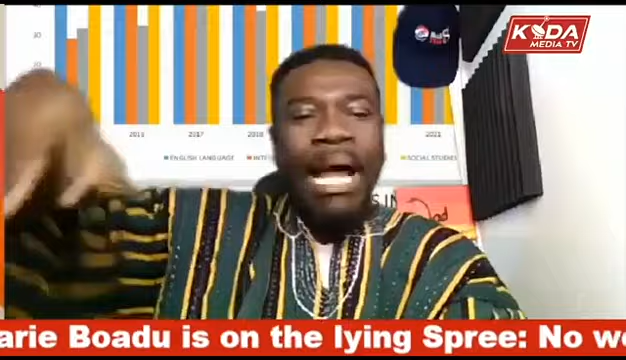 KODA
MEDIA TV
2016
2017
2018
2021
ENGLISH LANGUAGE
SOCIAL STUDIES
Dad
arie Boadu is on the lying Spree: No we